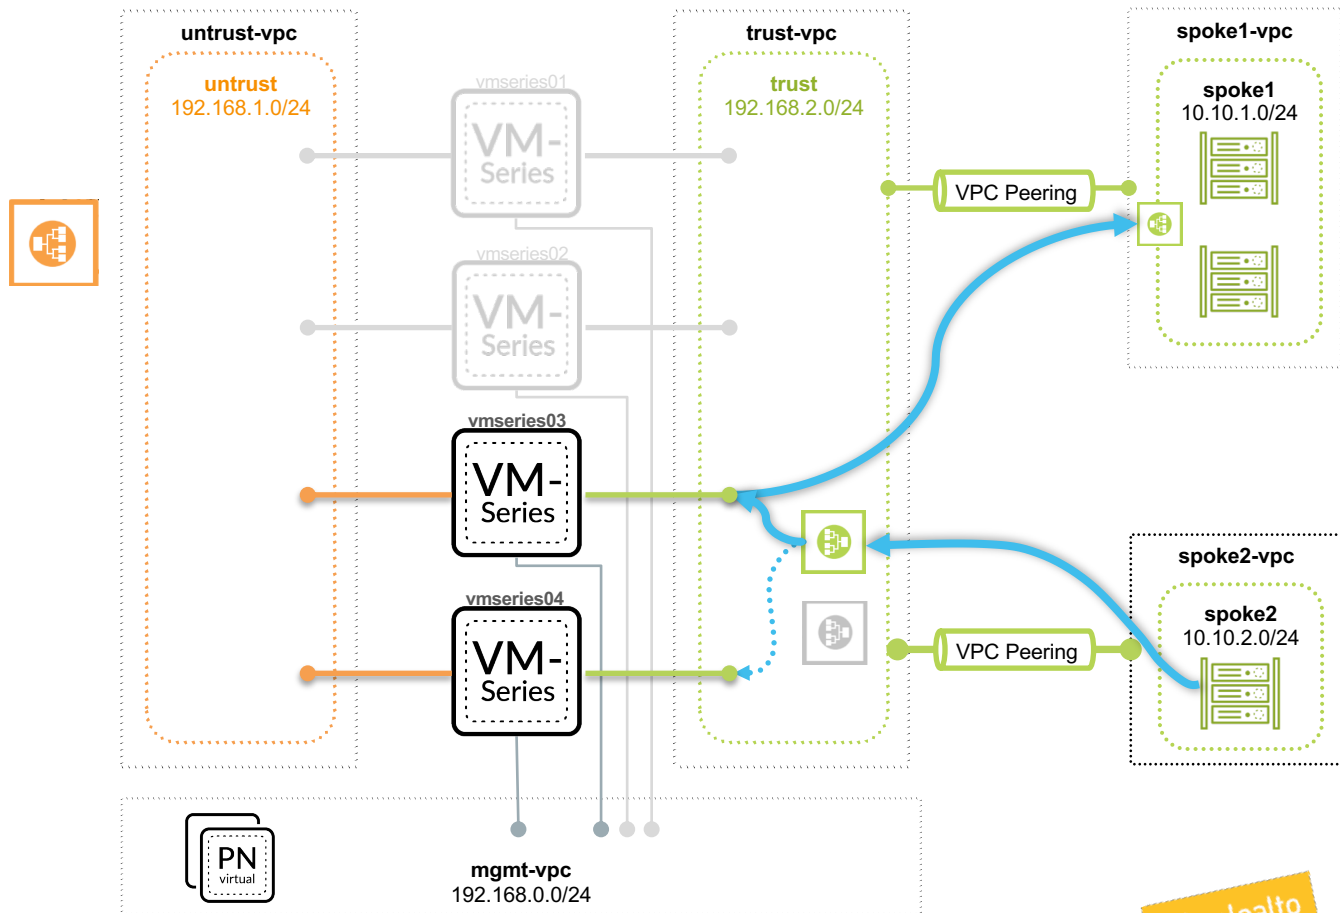 untrust-vpc
untrust
192.168.1.0/24
vmseries01
VM-
Series
vmseries02
VM-
Series
vmseries03
VM-
Series
vmseries04
VM-
Series
trust-vpc
trust
192.168.2.0/24
VPC Peering
VPC Peering
spoke1-vpc
spoke1
10.10.1.0/24
spoke2-vpc
spoke2
10.10.2.0/24
PN
virtual
mgmt-vpc
192.168.0.0/24